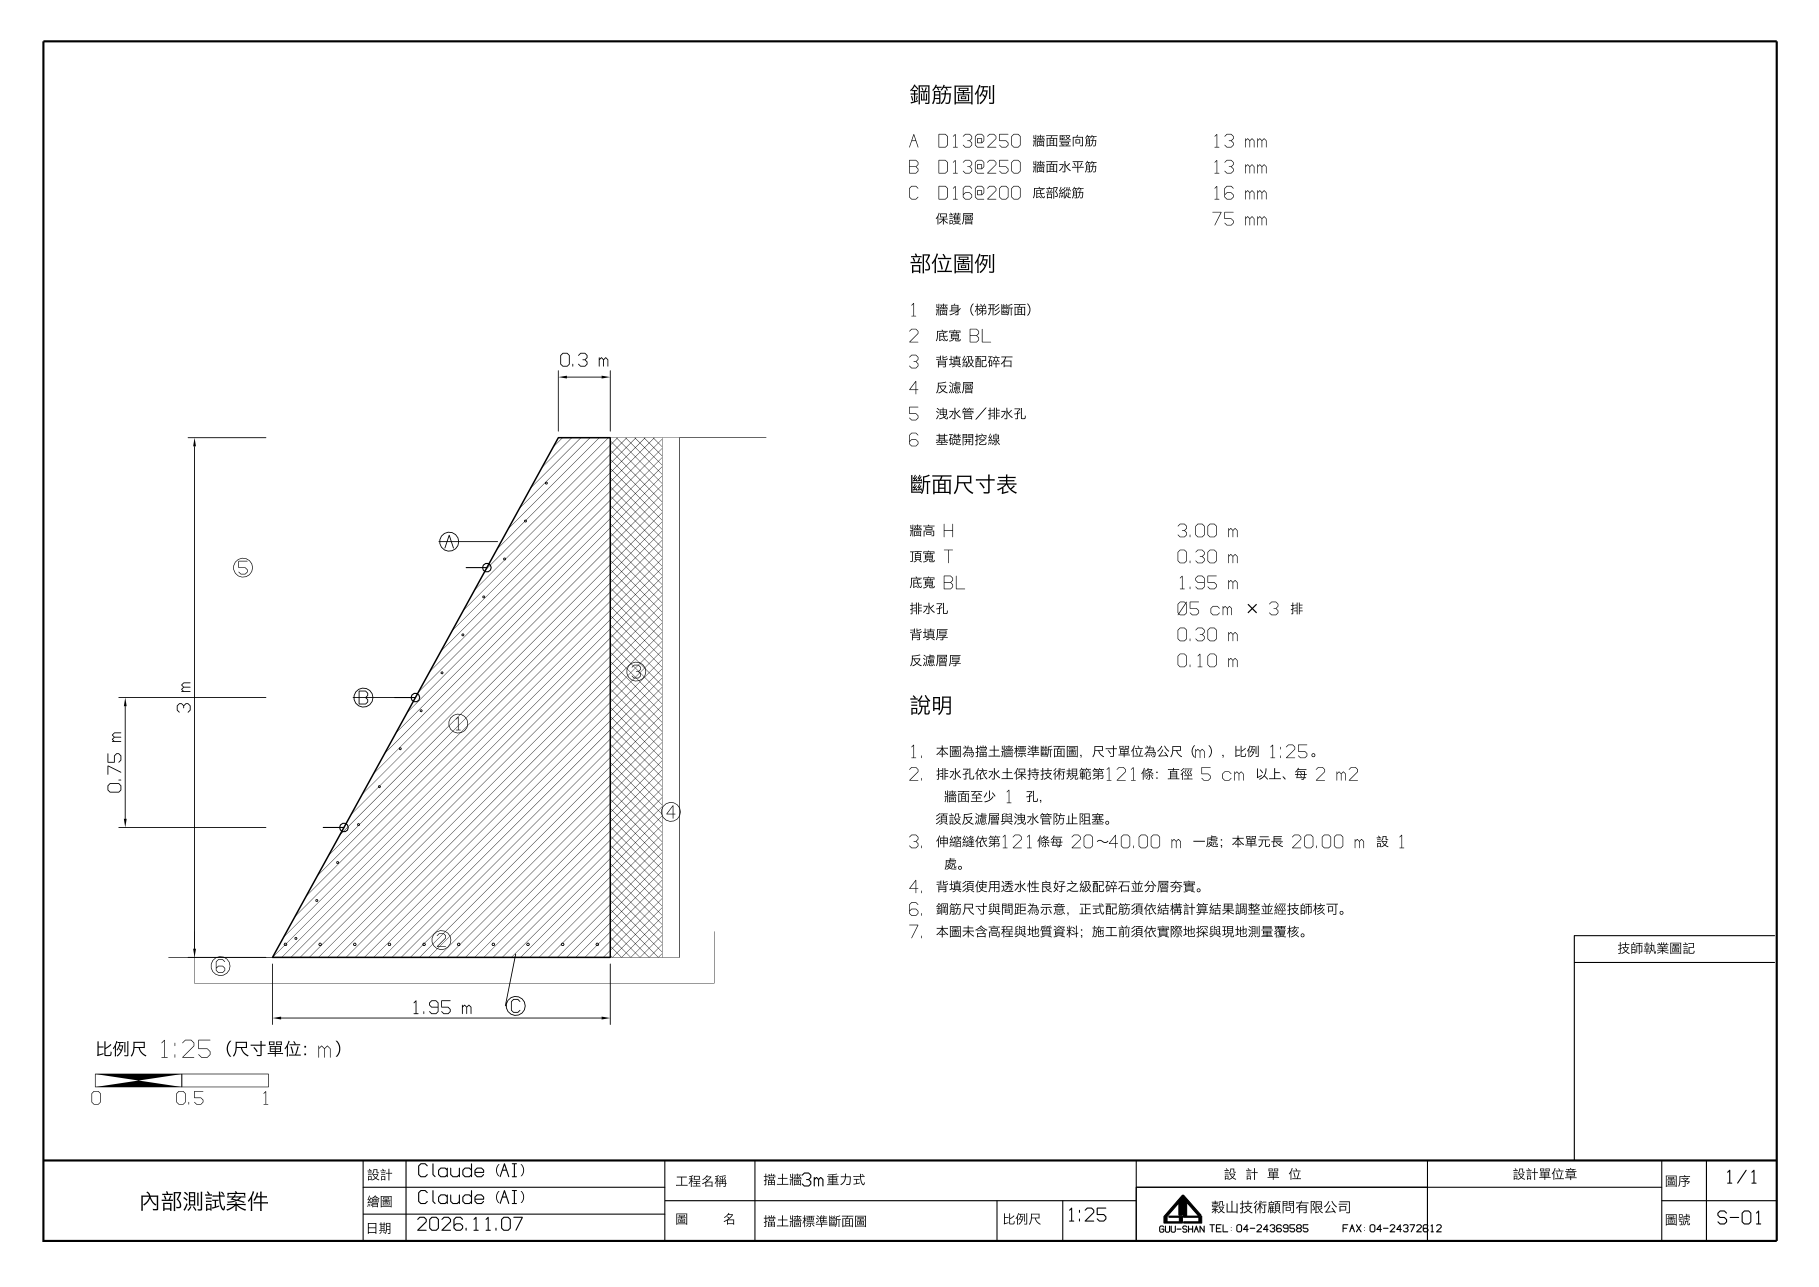 鋼筋圖例
A D13@250 牆面豎向筋 13 mm
B D13@250 牆面水平筋 13 mm
C D16@200 底部縱筋 16 mm
保護層 75 mm
部位圖例
1 牆身（梯形斷面）
2 底寬 BL
3 背填級配碎石
4 反濾層
5 洩水管／排水孔
6 基礎開挖線
斷面尺寸表
牆高 H 3.00 m
頂寬 T 0.30 m
底寬 BL 1.95 m
排水孔 Ø5 cm × 3 排
背填厚 0.30 m
反濾層厚 0.10 m
說明
1. 本圖為擋土牆標準斷面圖，尺寸單位為公尺（m），比例 1:25。
2. 排水孔依水土保持技術規範第121條：直徑 5 cm 以上、每 2 m2
牆面至少 1 孔，
須設反濾層與洩水管防止阻塞。
3. 伸縮縫依第121條每 20～40.00 m 一處；本單元長 20.00 m 設 1
處。
4. 背填須使用透水性良好之級配碎石並分層夯實。
6. 鋼筋尺寸與間距為示意，正式配筋須依結構計算結果調整並經技師核可。
7. 本圖未含高程與地質資料；施工前須依實際地探與現地測量覆核。
0.3 m
A
5
3
3 m
B
1
0.75 m
4
2
6
1.95 m
C
比例尺 1:25（尺寸單位：m）
0 0.5 1
技師執業圖記
內部測試案件
設計 Claude (AI)
繪圖 Claude (AI)
日期 2026.11.07
工程名稱 擋土牆3m重力式
圖 名 擋土牆標準斷面圖
比例尺 1:25
設 計 單 位
GUU-SHAN
穀山技術顧問有限公司
TEL: 04-24369585 FAX: 04-24372612
設計單位章
圖序 1/1
圖號 S-01